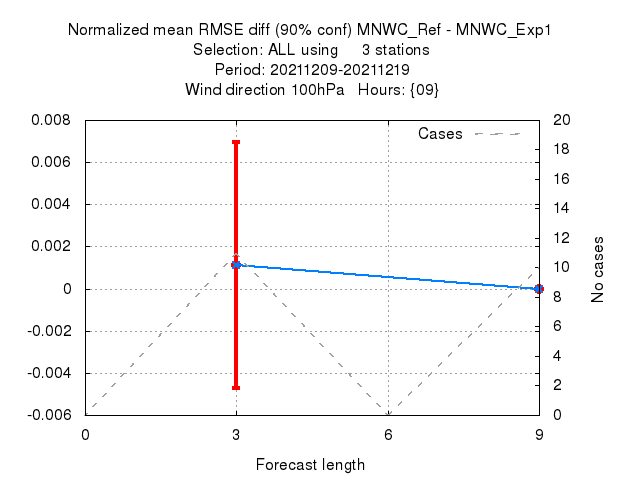 Normalized mean RMSE diff (90% conf) MNWC_Ref - MNWC_Exp1
Selection: ALL using 3 stations
Period: 20211209-20211219
Wind direction 100hPa Hours: {09}
Cases
0.008
0.006
0.004
0.002
0
-0.002
-0.004
-0.006
20
18
16
14
12
10
8
6
4
2
0
No cases
0 3 6 9
Forecast length